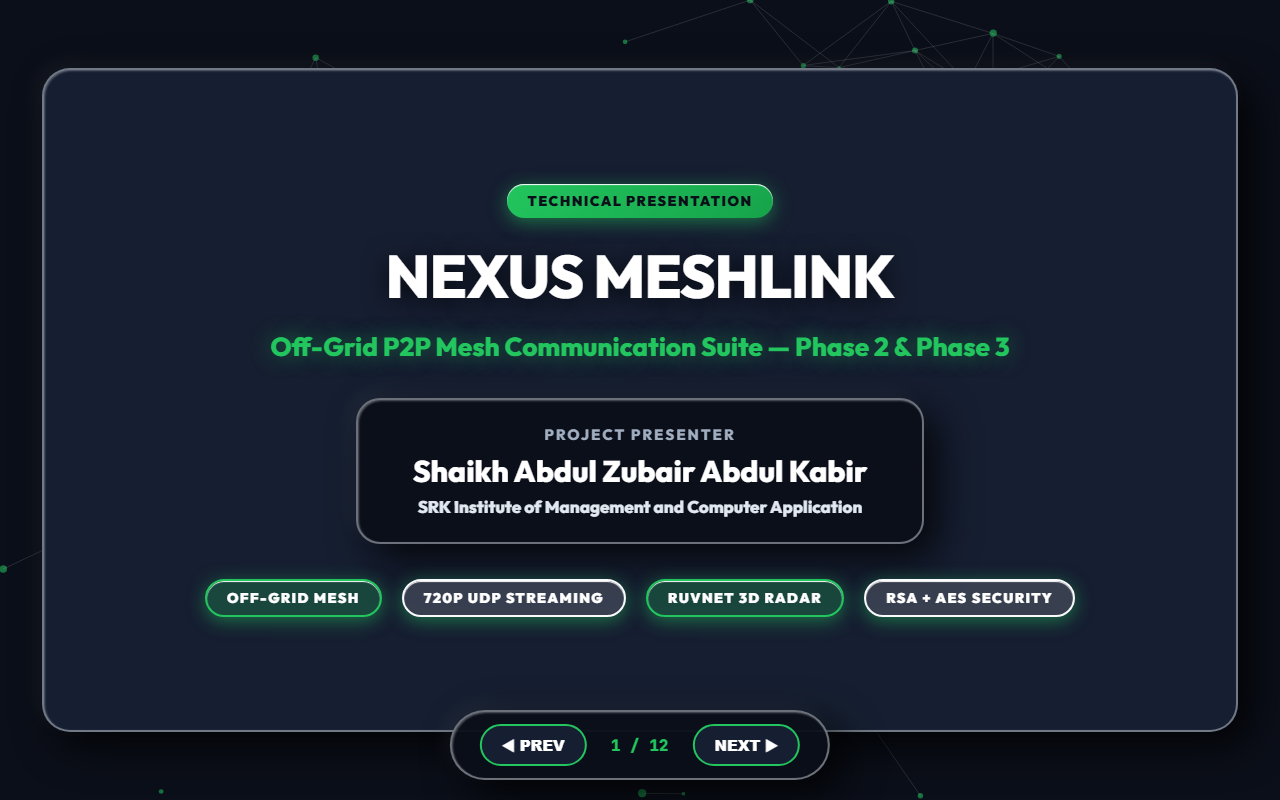 TECHNICAL PRESENTATION
NEXUS MESHLINK
Off-Grid P2P Mesh Communication Suite — Phase 2 & Phase 3
PROJECT PRESENTER
Shaikh Abdul Zubair Abdul Kabir
SRK Institute of Management and Computer Application
OFF-GRID MESH 720P UDP STREAMING RUVNET 3D RADAR RSA + AES SECURITY
◀ PREV 1 / 12 NEXT ▶